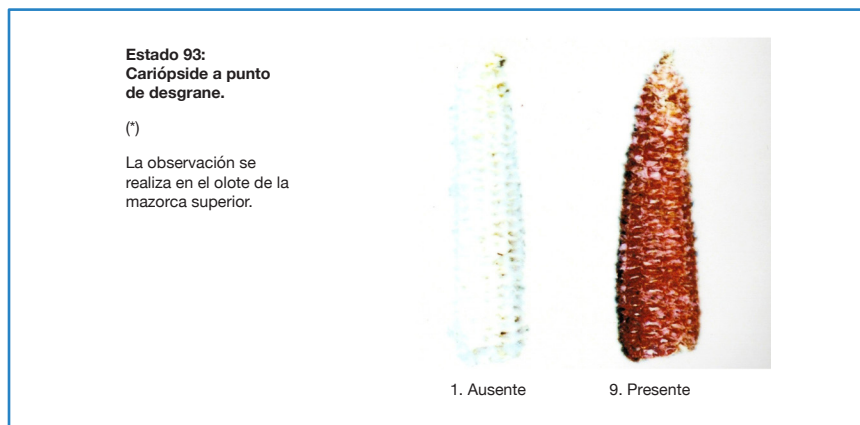 Estado 93:
Cariópside a punto
de desgrane.
(*)
La observación se
realiza en el olote de la
mazorca superior.
1. Ausente
9. Presente